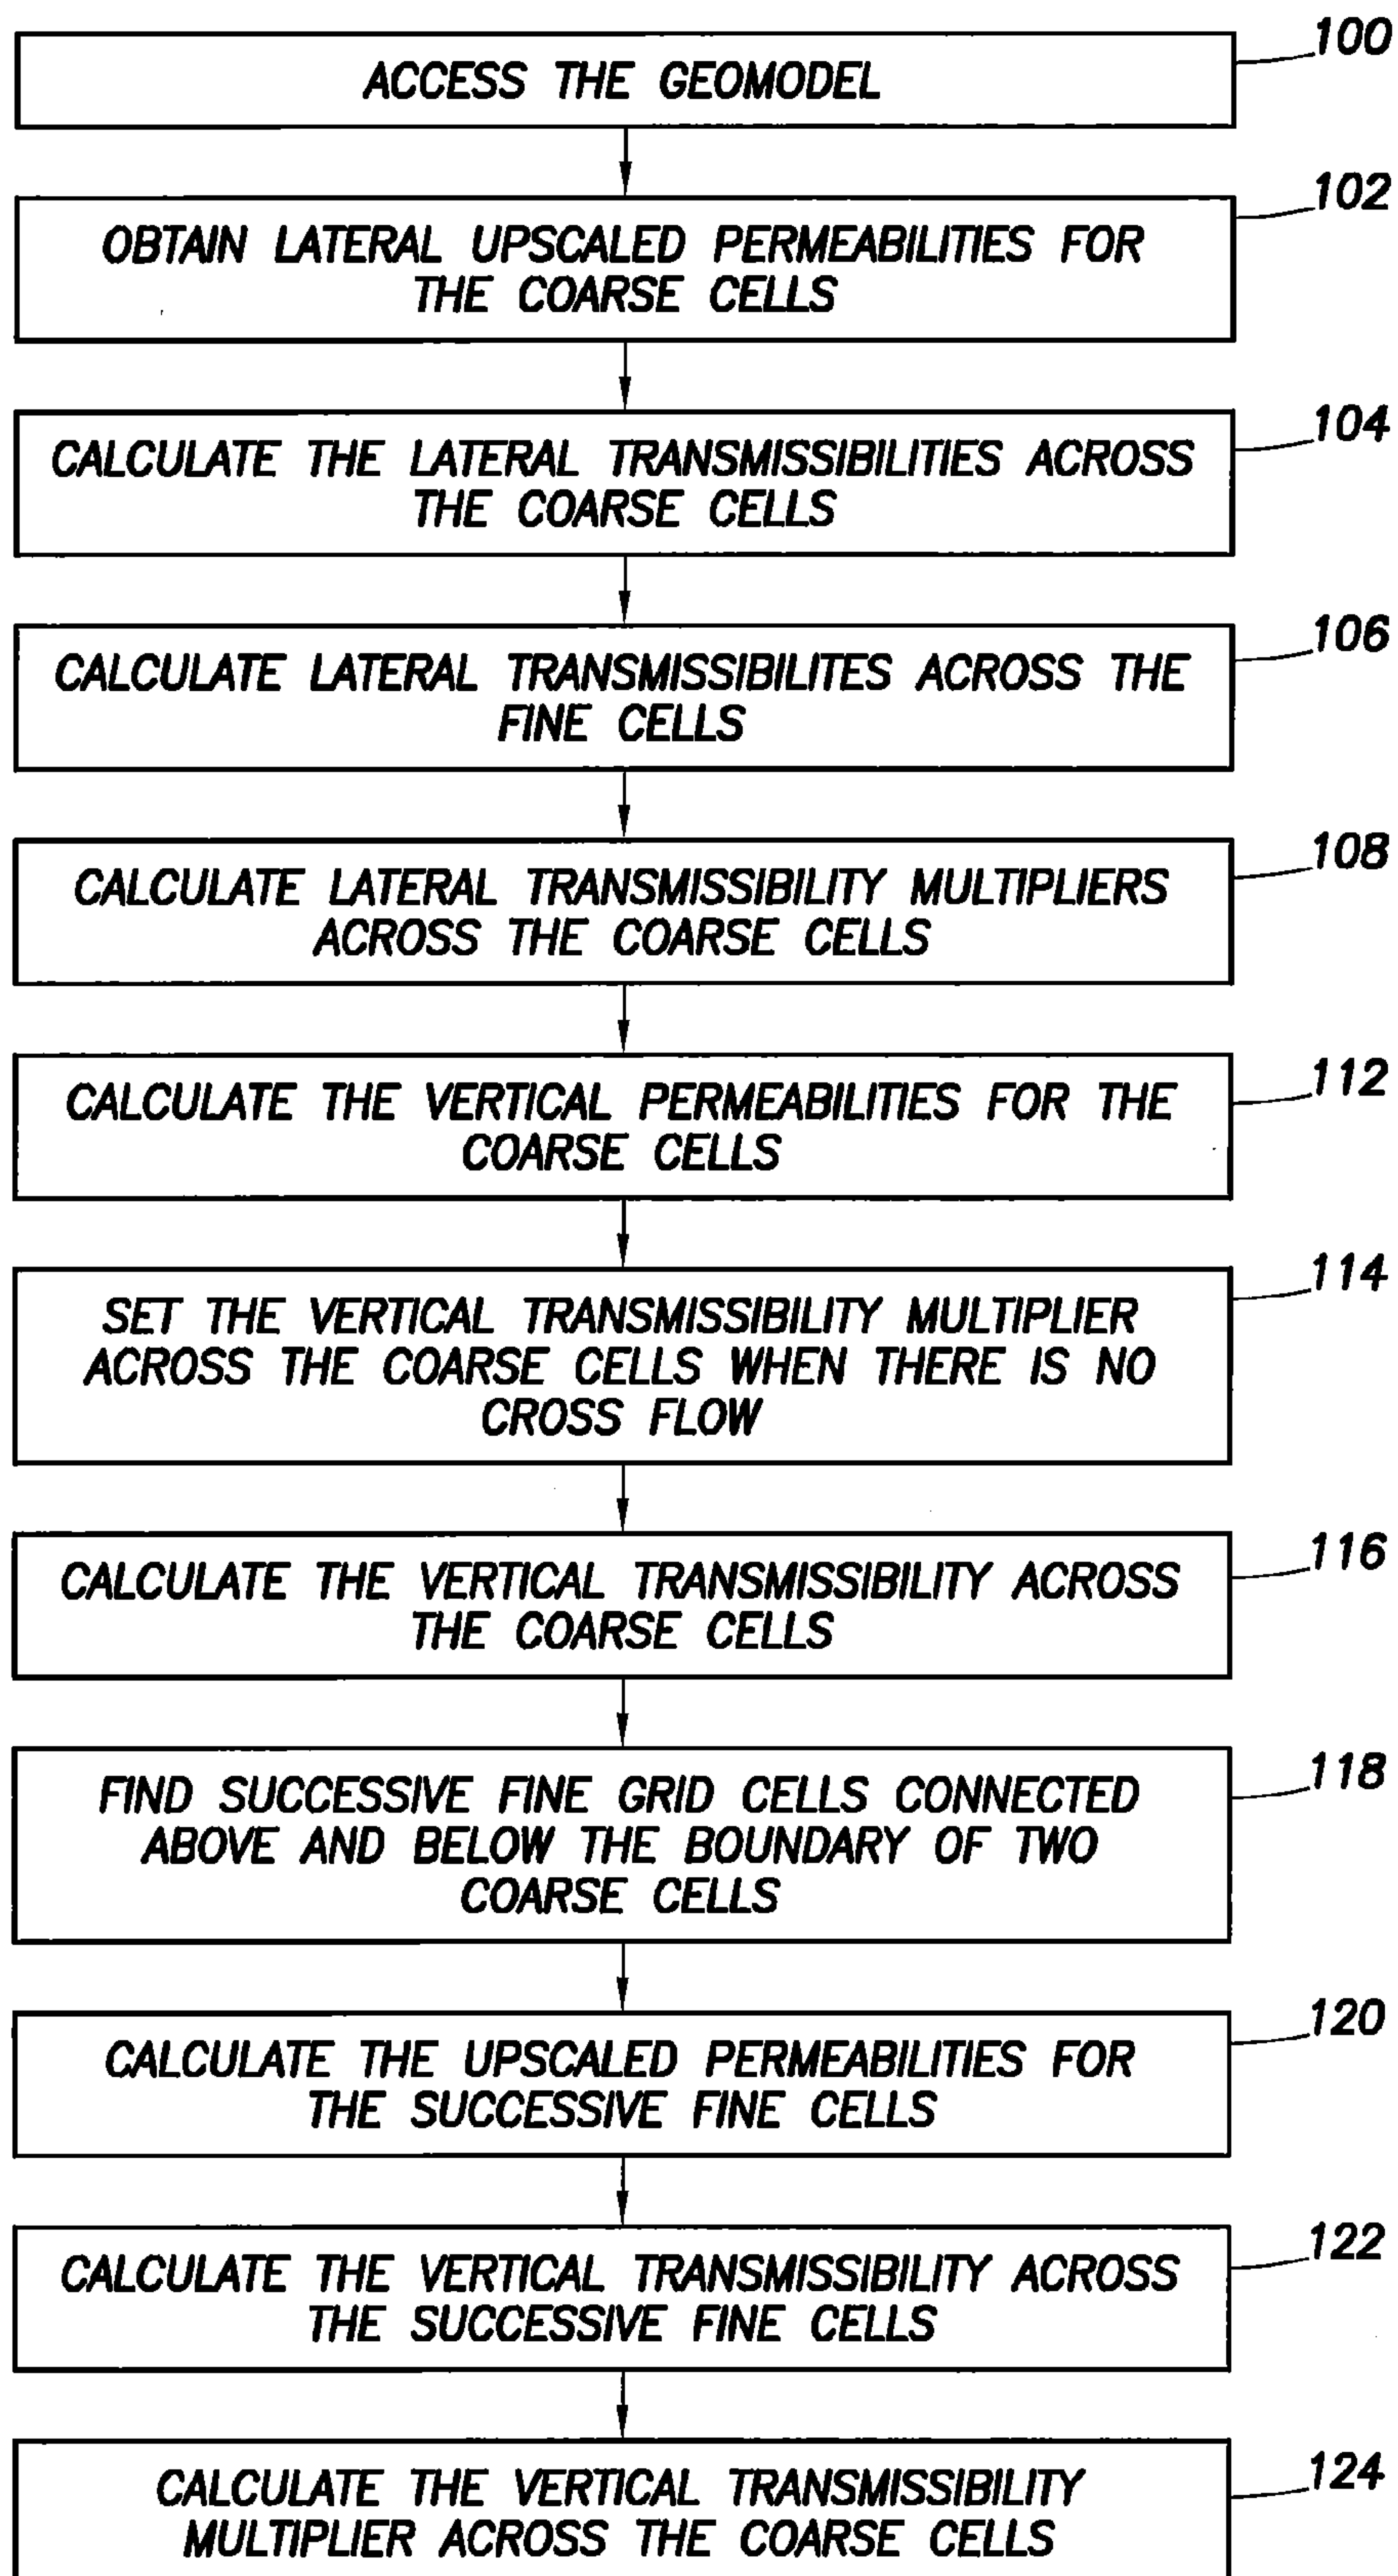 100
ACCESS THE GEOMODEL
102
OBTAIN LATERAL UPSCALED PERMEABILITIES FOR
THE COARSE CELLS
104
CALCULATE THE LATERAL TRANSMISSIBILITIES ACROSS
THE COARSE CELLS
106
CALCULATE LATERAL TRANSMISSIBILITES ACROSS THE
FINE CELLS
108
CALCULATE LATERAL TRANSMISSIBILITY MULTIPLIERS
ACROSS THE COARSE CELLS
112
CALCULATE THE VERTICAL PERMEABILITIES FOR THE
COARSE CELLS
114
SET THE VERTICAL TRANSMISSIBILITY MULTIPLIER
ACROSS THE COARSE CELLS WHEN THERE IS NO
CROSS FLOW
116
CALCULATE THE VERTICAL TRANSMISSIBILITY ACROSS
THE COARSE CELLS
118
FIND SUCCESSIVE FINE GRID CELLS CONNECTED
ABOVE AND BELOW THE BOUNDARY OF TWO
COARSE CELLS
120
CALCULATE THE UPSCALED PERMEABILITIES FOR
THE SUCCESSIVE FINE CELLS
122
CALCULATE THE VERTICAL TRANSMISSIBILITY ACROSS
THE SUCCESSIVE FINE CELLS
124
CALCULATE THE VERTICAL TRANSMISSIBILITY
MULTIPLIER ACROSS THE COARSE CELLS